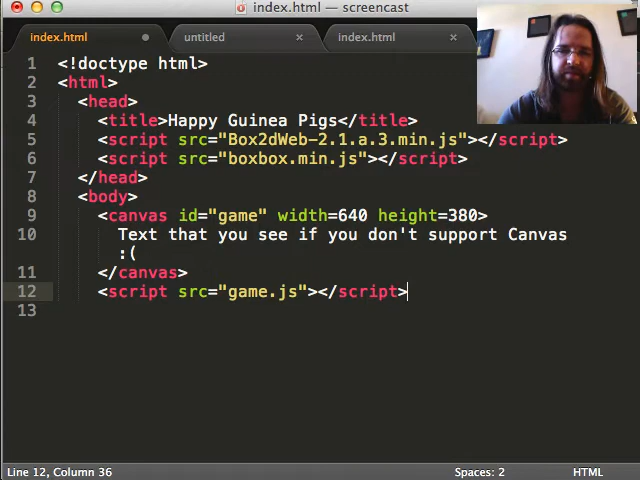 index.html — screencast
index.html
untitled
index.html
1 <!doctype html>
2 <html>
3 <head>
4 <title>Happy Guinea Pigs</title>
5 <script src="Box2dWeb-2.1.a.3.min.js"></script>
6 <script src="boxbox.min.js"></script>
7 </head>
8 <body>
9 <canvas id="game" width=640 height=380>
10 Text that you see if you don't support Canvas
:(
11 </canvas>
12 <script src="game.js"></script>
13
Line 12, Column 36
Spaces: 2
HTML